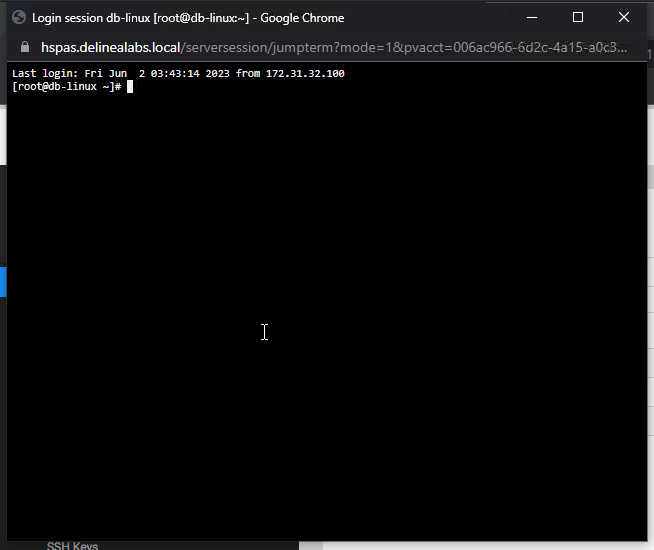 Login session db-linux [root@db-linux:~] - Google Chrome
hspas.delinealabs.local/serversession/jumpterm?mode=1&pvacct=006ac966-6d2c-4a15-a0c3...
Last login: Fri Jun  2 03:43:14 2023 from 172.31.32.100
[root@db-linux ~]#
SSH Keys